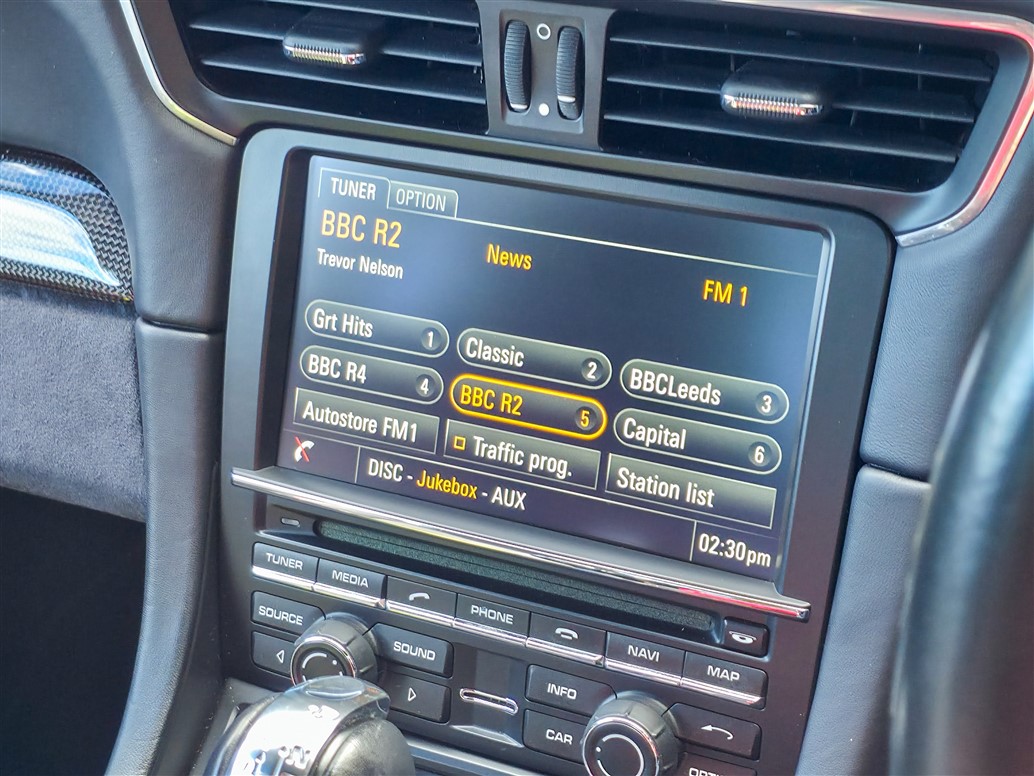 TUNER OPTION
BBC R2
Trevor Nelson
News
FM 1
Grt Hits 1
Classic 2
BBCLeeds 3
BBC R4 4
BBC R2 5
Capital 6
Autostore FM1
Traffic prog.
Station list
DISC - Jukebox - AUX
02:30pm
TUNER
MEDIA
PHONE
NAVI
MAP
SOURCE
SOUND
INFO
CAR